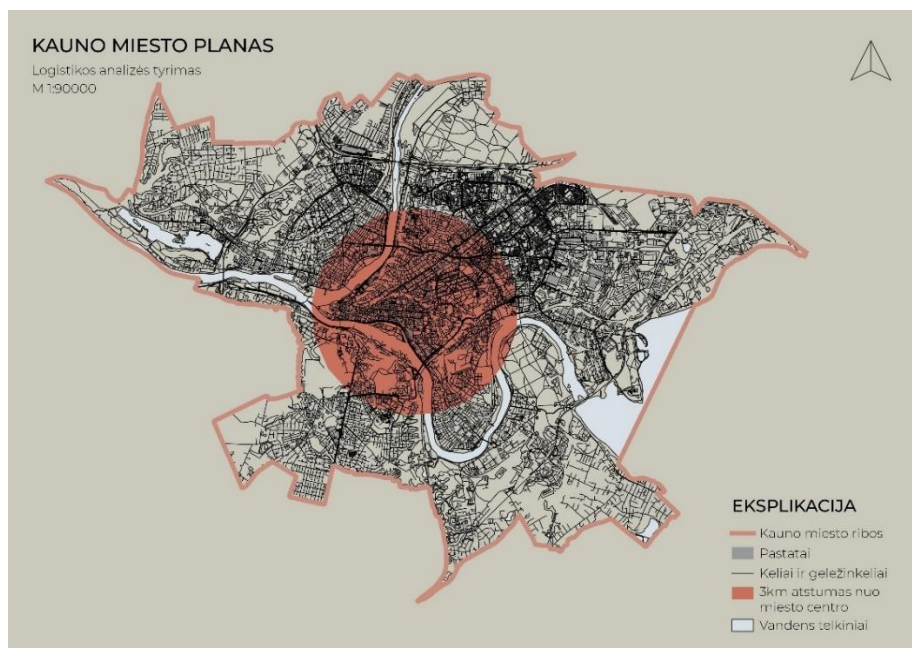 KAUNO MIESTO PLANAS
Logistikos analizės tyrimas
M 1:90000
EKSPLIKACIJA
Kauno miesto ribos
Pastatai
Keliai ir geležinkeliai
3km atstumas nuo
miesto centro
Vandens telkiniai